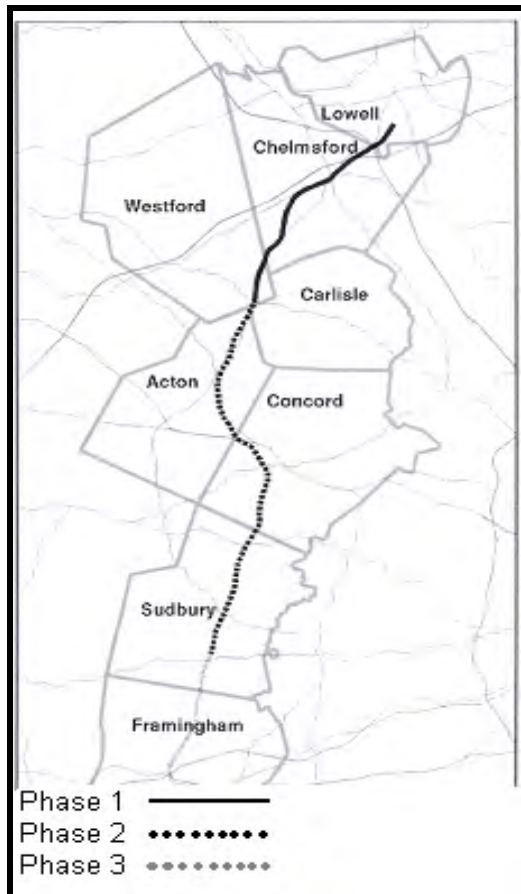 Lowell
Chelmsford
Westford
Carlisle
Acton
Concord
Sudbury
Framingham
Phase 1
Phase 2
Phase 3